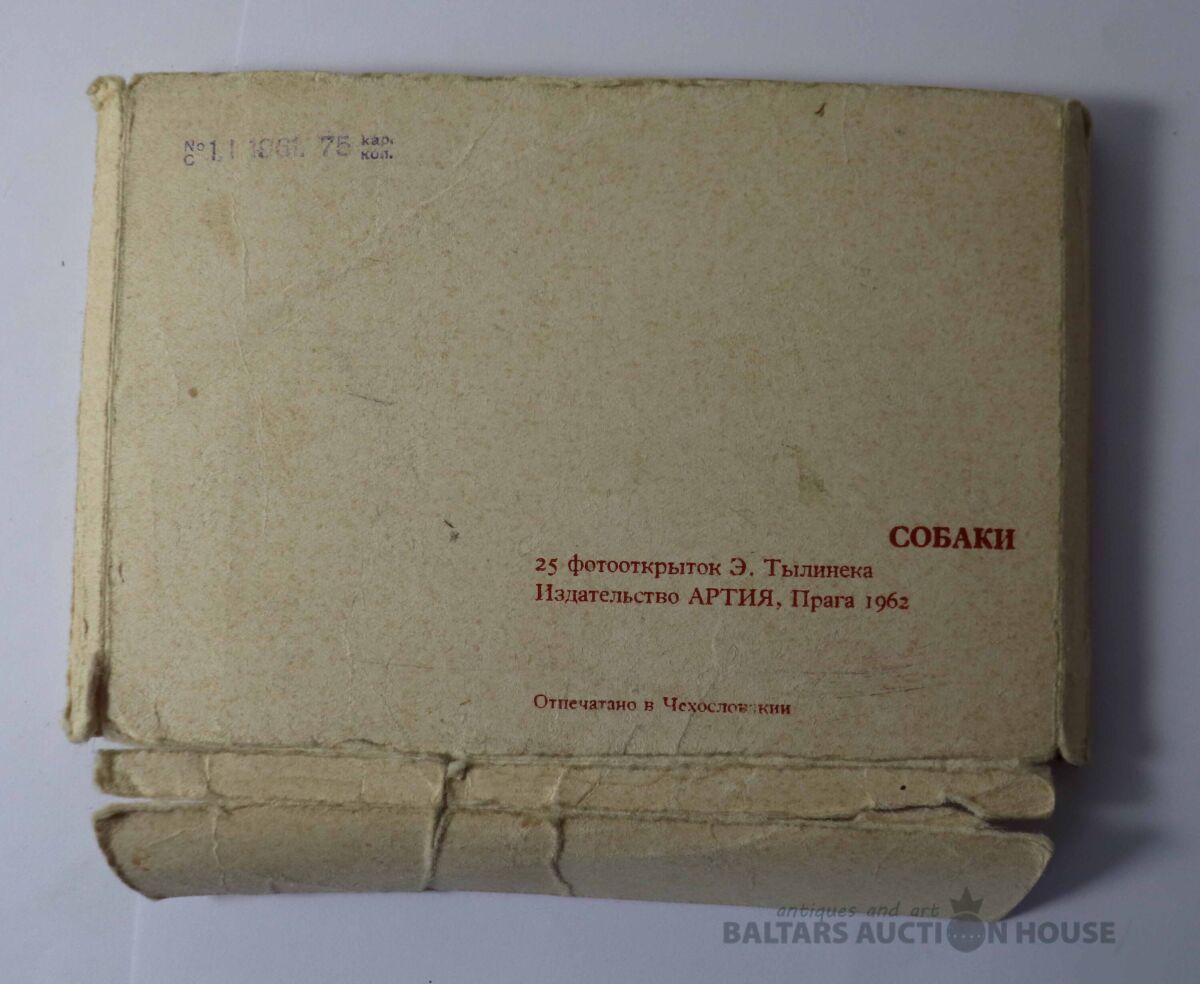 № 1.I 1961. 75 кар.
С коп.
СОБАКИ
25 фотооткрыток Э. Тылинека
Издательство АРТИЯ, Прага 1962
Отпечатано в Чехословакии
antiques and art
BALTARS AUCTION HOUSE